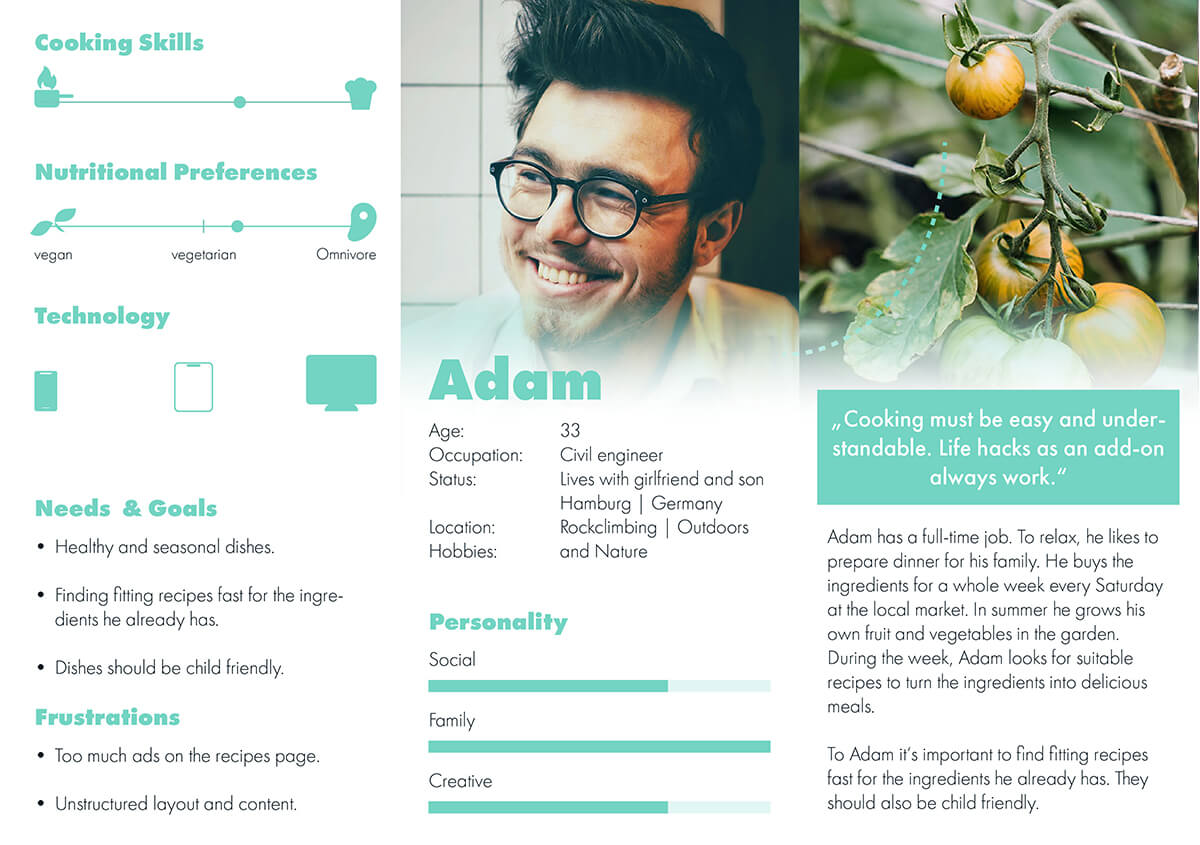 Cooking Skills
Nutritional Preferences
vegan vegetarian Omnivore
Technology
Needs & Goals
• Healthy and seasonal dishes.
• Finding fitting recipes fast for the ingre-
dients he already has.
• Dishes should be child friendly.
Frustrations
• Too much ads on the recipes page.
• Unstructured layout and content.
Adam
Age: 33
Occupation: Civil engineer
Status: Lives with girlfriend and son
Hamburg | Germany
Location: Rockclimbing | Outdoors
Hobbies: and Nature
Personality
Social
Family
Creative
„Cooking must be easy and under-
standable. Life hacks as an add-on
always work.“
Adam has a full-time job. To relax, he likes to
prepare dinner for his family. He buys the
ingredients for a whole week every Saturday
at the local market. In summer he grows his
own fruit and vegetables in the garden.
During the week, Adam looks for suitable
recipes to turn the ingredients into delicious
meals.
To Adam it’s important to find fitting recipes
fast for the ingredients he already has. They
should also be child friendly.